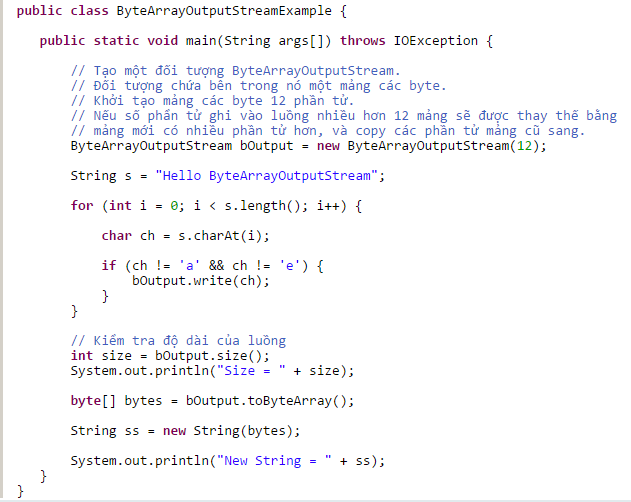 public class ByteArrayOutputStreamExample {
public static void main(String args[]) throws IOException {
// Tạo một đối tượng ByteArrayOutputStream.
// Đối tượng chứa bên trong nó một mảng các byte.
// Khởi tạo mảng các byte 12 phần tử.
// Nếu số phẩn tử ghi vào luồng nhiều hơn 12 mảng sẽ được thay thế bằng
// mảng mới có nhiều phần tử hơn, và copy các phần tử mảng cũ sang.
ByteArrayOutputStream bOutput = new ByteArrayOutputStream(12);
String s = "Hello ByteArrayOutputStream";
for (int i = 0; i < s.length(); i++) {
char ch = s.charAt(i);
if (ch != 'a' && ch != 'e') {
bOutput.write(ch);
}
}
// Kiểm tra độ dài của luồng
int size = bOutput.size();
System.out.println("Size = " + size);
byte[] bytes = bOutput.toByteArray();
String ss = new String(bytes);
System.out.println("New String = " + ss);
}
}